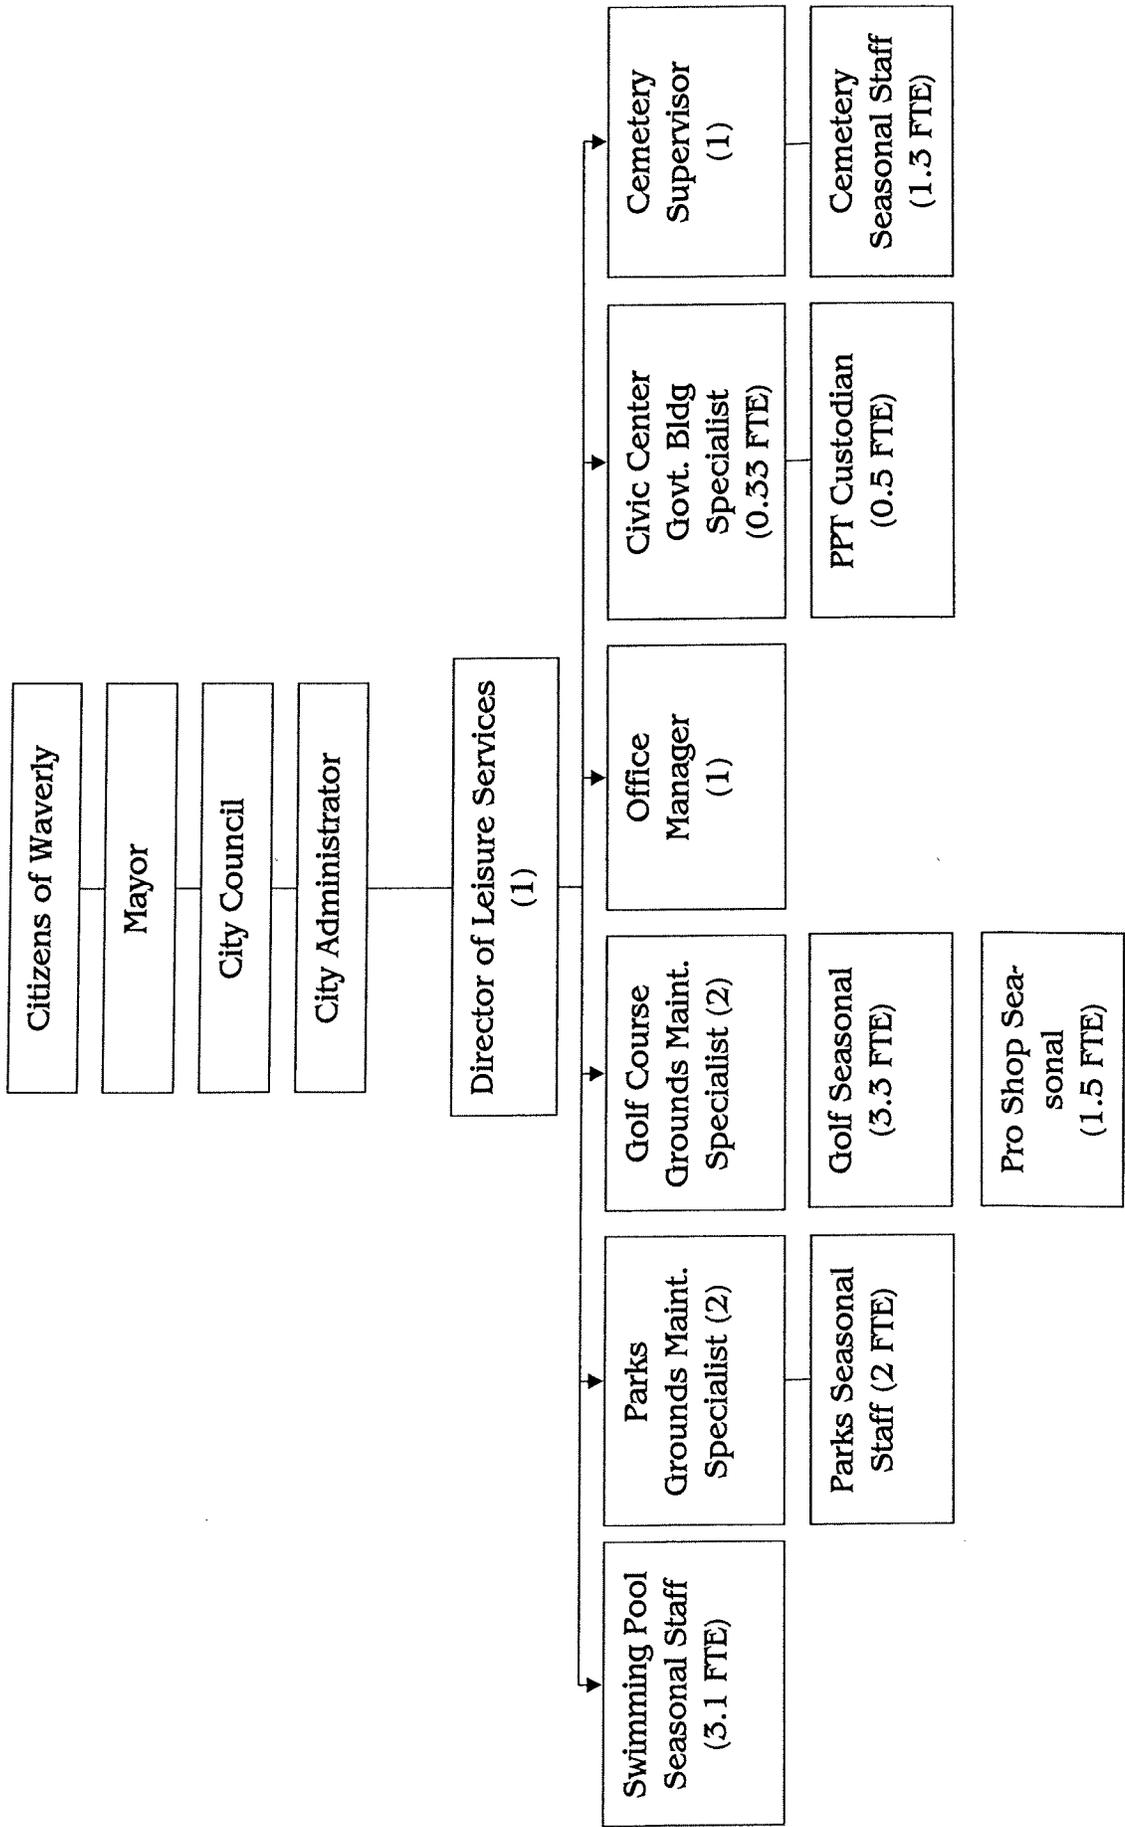 Citizens of Waverly
Mayor
City Council
City Administrator
Director of Leisure Services
(1)
Swimming Pool
Seasonal Staff
(3.1 FTE)
Parks
Grounds Maint.
Specialist (2)
Golf Course
Grounds Maint.
Specialist (2)
Office
Manager
(1)
Civic Center
Govt. Bldg
Specialist
(0.33 FTE)
Cemetery
Supervisor
(1)
Parks Seasonal
Staff (2 FTE)
Golf Seasonal
(3.3 FTE)
PPT Custodian
(0.5 FTE)
Cemetery
Seasonal Staff
(1.3 FTE)
Pro Shop Sea-
sonal
(1.5 FTE)